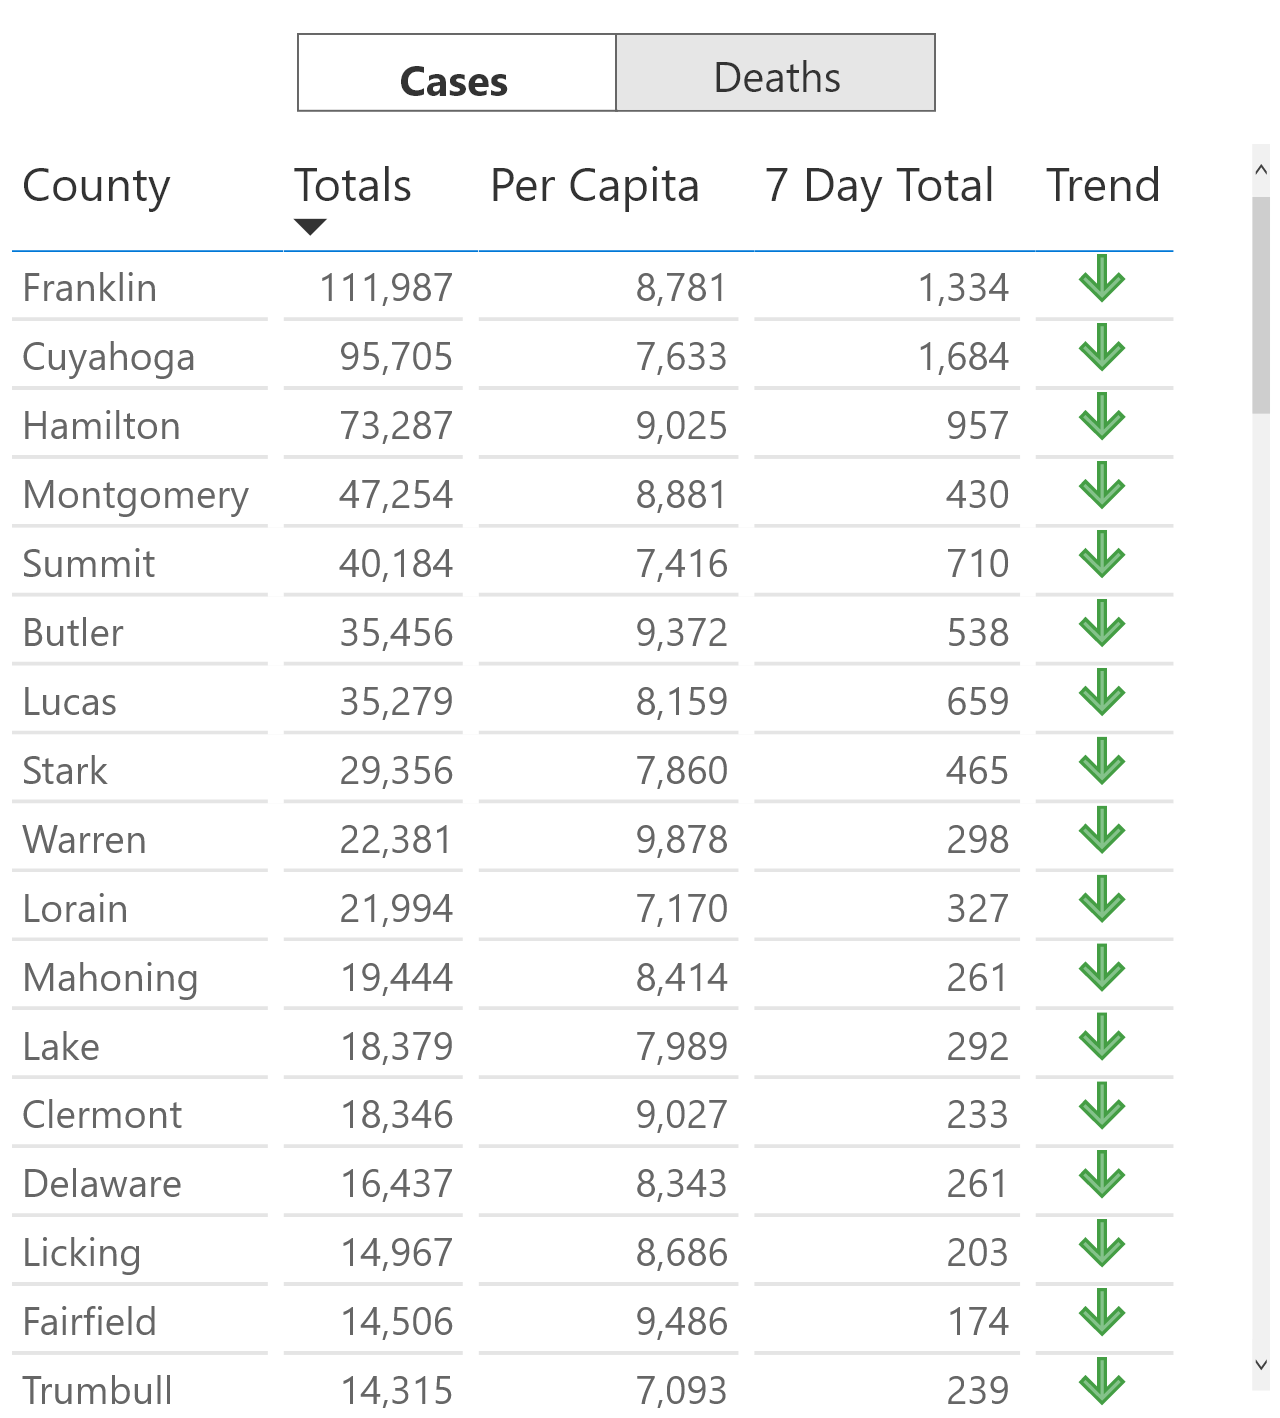 Cases Deaths
County Totals Per Capita 7 Day Total Trend
Franklin 111,987 8,781 1,334
Cuyahoga 95,705 7,633 1,684
Hamilton 73,287 9,025 957
Montgomery 47,254 8,881 430
Summit 40,184 7,416 710
Butler 35,456 9,372 538
Lucas 35,279 8,159 659
Stark 29,356 7,860 465
Warren 22,381 9,878 298
Lorain 21,994 7,170 327
Mahoning 19,444 8,414 261
Lake 18,379 7,989 292
Clermont 18,346 9,027 233
Delaware 16,437 8,343 261
Licking 14,967 8,686 203
Fairfield 14,506 9,486 174
Trumbull 14,315 7,093 239